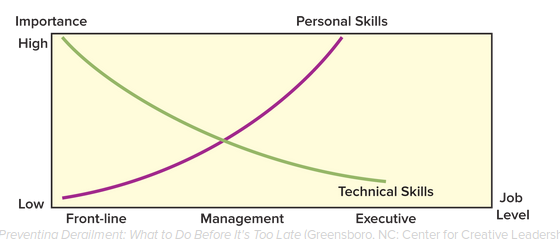 Importance
Personal Skills
High
Technical Skills
Low
Job
Level
Front-line
Management
Executive
Preventing Derailment: What to Do Before It's Too Late (Greensboro, NC: Center for Creative Leadersh